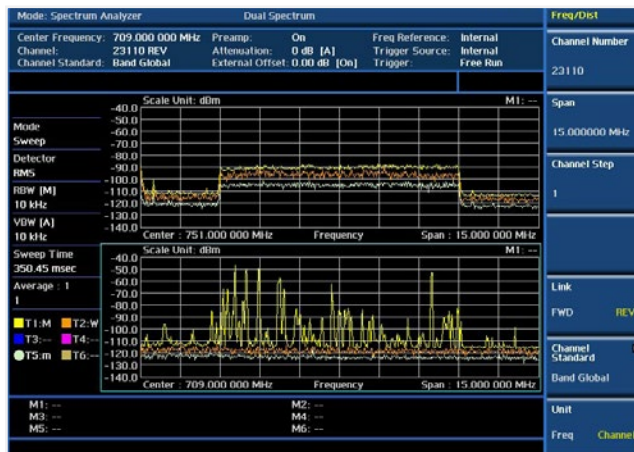 Mode: Spectrum Analyzer Dual Spectrum Freq/Dist
Center Frequency: 709.000 000 MHz Preamp: On Freq Reference: Internal
Channel: 23110 REV Attenuation: 0 dB [A] Trigger Source: Internal
Channel Standard: Band Global External Offset: 0.00 dB [On] Trigger: Free Run
Channel Number
23110
Span
15.000000 MHz
Channel Step
1
Link
FWD REV
Channel Standard
Band Global
Unit
Freq Channel
Mode
Sweep
Detector
RMS
RBW [M]
10 kHz
VBW [A]
10 kHz
Sweep Time
350.45 msec
Average : 1
1
T1:M T2:W
T3:-- T4:--
T5:m T6:--
Scale Unit: dBm M1: --
-40.0
-50.0
-60.0
-70.0
-80.0
-90.0
-100.0
-110.0
-120.0
-130.0
-140.0
Center : 751.000 000 MHz Frequency Span : 15.000 000 MHz
Scale Unit: dBm M1: --
-40.0
-50.0
-60.0
-70.0
-80.0
-90.0
-100.0
-110.0
-120.0
-130.0
-140.0
Center : 709.000 000 MHz Frequency Span : 15.000 000 MHz
M1: -- M2: --
M3: -- M4: --
M5: -- M6: --